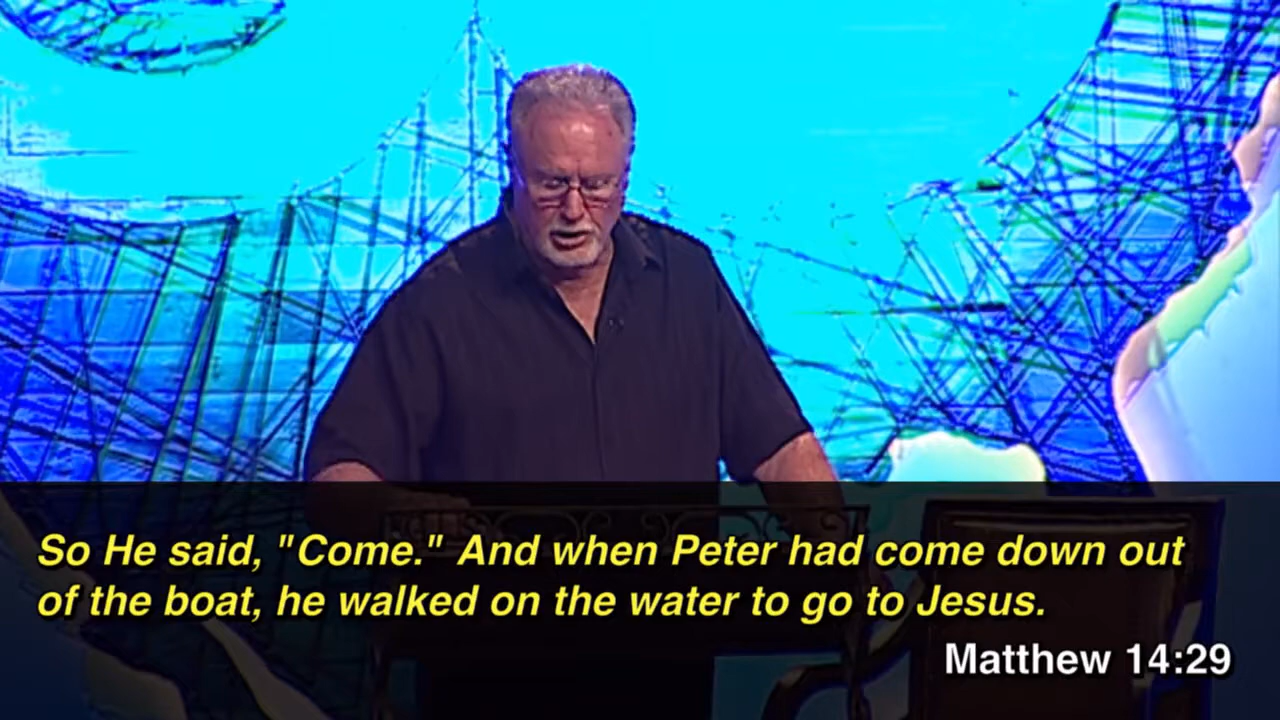 So He said, "Come." And when Peter had come down out
of the boat, he walked on the water to go to Jesus.
Matthew 14:29